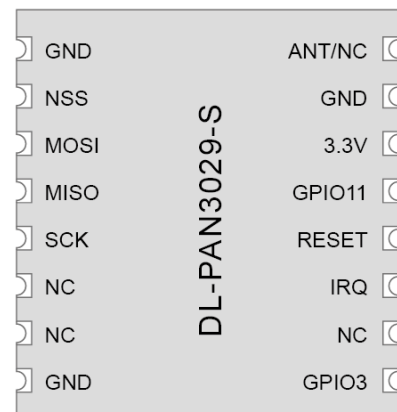 GND ANT/NC
NSS GND
MOSI 3.3V
MISO GPIO11
SCK RESET
NC IRQ
NC NC
GND GPIO3
DL-PAN3029-S